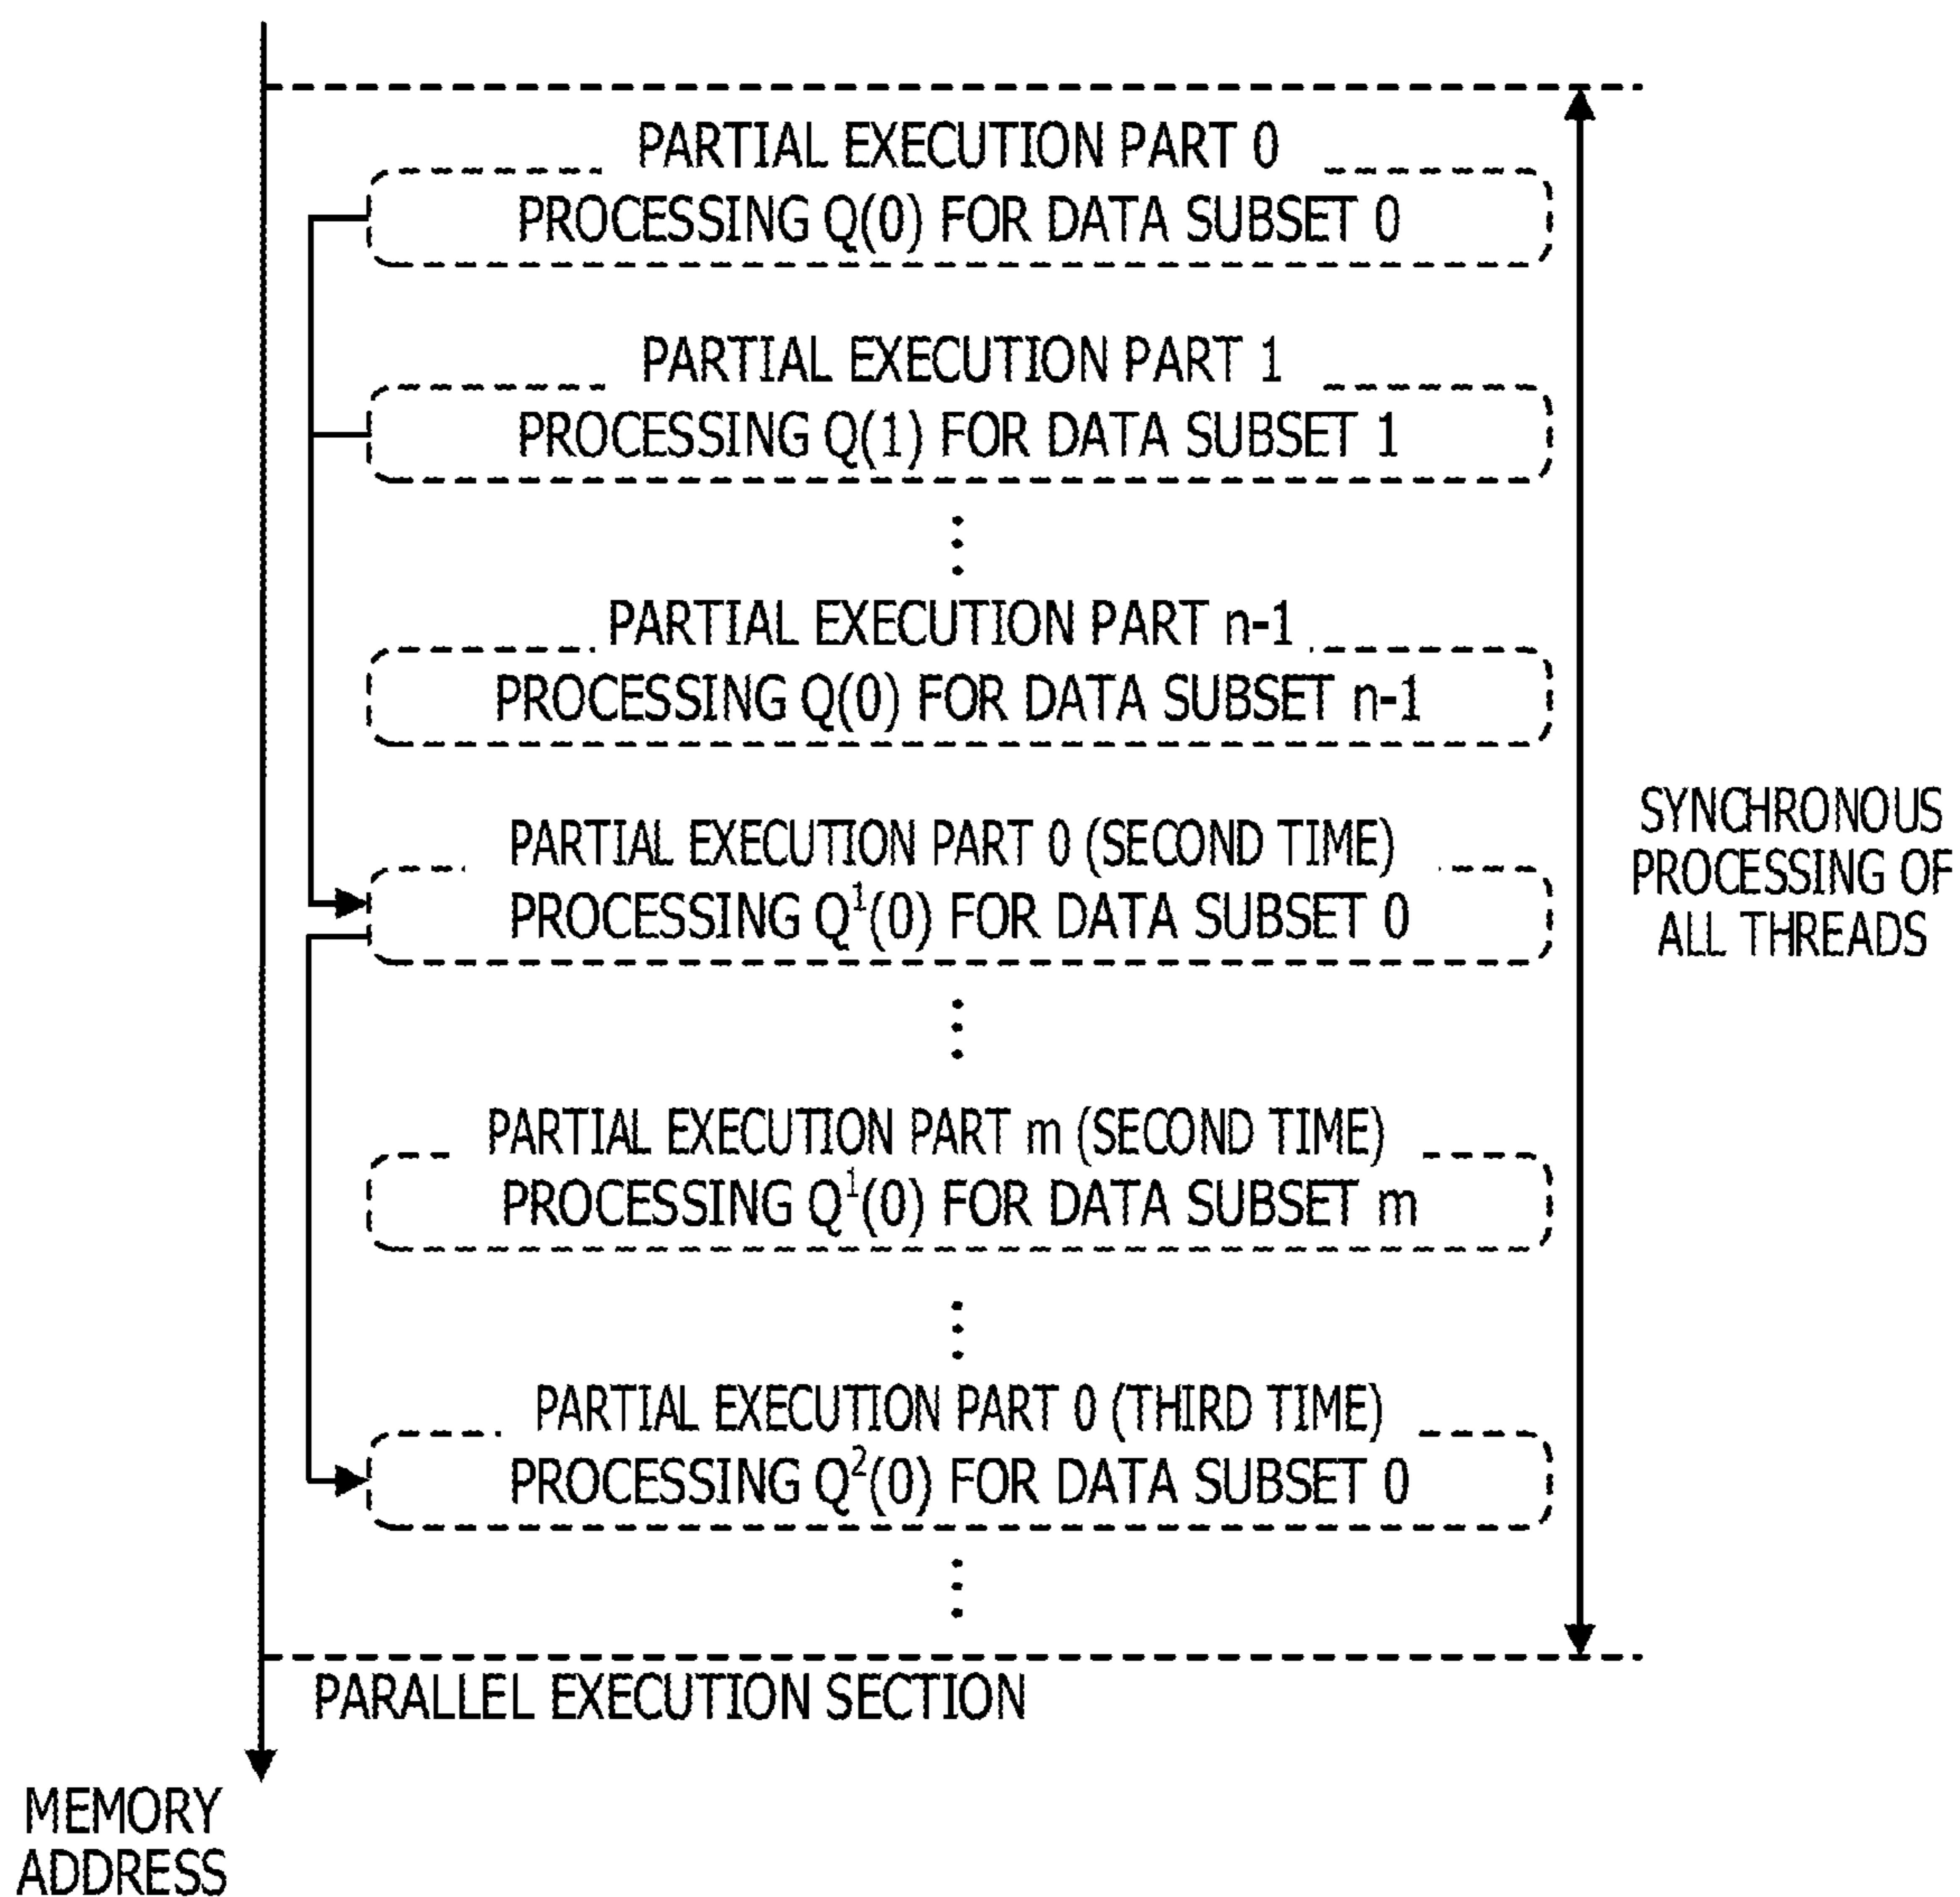 PARTIAL EXECUTION PART 0
PROCESSING Q(0) FOR DATA SUBSET 0
PARTIAL EXECUTION PART 1
PROCESSING Q(1) FOR DATA SUBSET 1
PARTIAL EXECUTION PART n-1
PROCESSING Q(0) FOR DATA SUBSET n-1
PARTIAL EXECUTION PART 0 (SECOND TIME)
PROCESSING Q¹(0) FOR DATA SUBSET 0
PARTIAL EXECUTION PART m (SECOND TIME)
PROCESSING Q¹(0) FOR DATA SUBSET m
PARTIAL EXECUTION PART 0 (THIRD TIME)
PROCESSING Q²(0) FOR DATA SUBSET 0
SYNCHRONOUS
PROCESSING OF
ALL THREADS
PARALLEL EXECUTION SECTION
MEMORY
ADDRESS